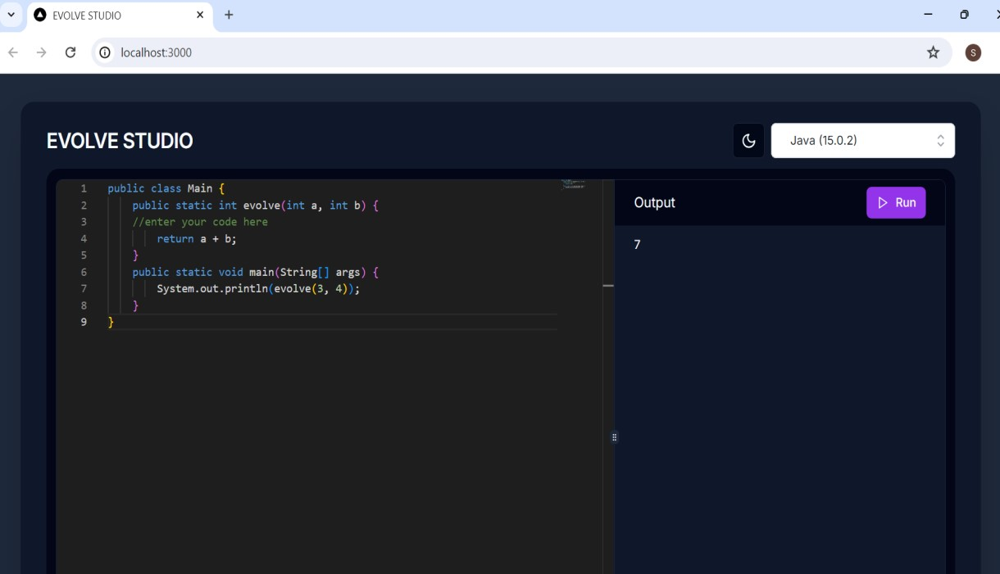 EVOLVE STUDIO
localhost:3000
S
EVOLVE STUDIO
Java (15.0.2)
1 public class Main {
2 public static int evolve(int a, int b) {
3 //enter your code here
4 return a + b;
5 }
6 public static void main(String[] args) {
7 System.out.println(evolve(3, 4));
8 }
9 }
Output
Run
7